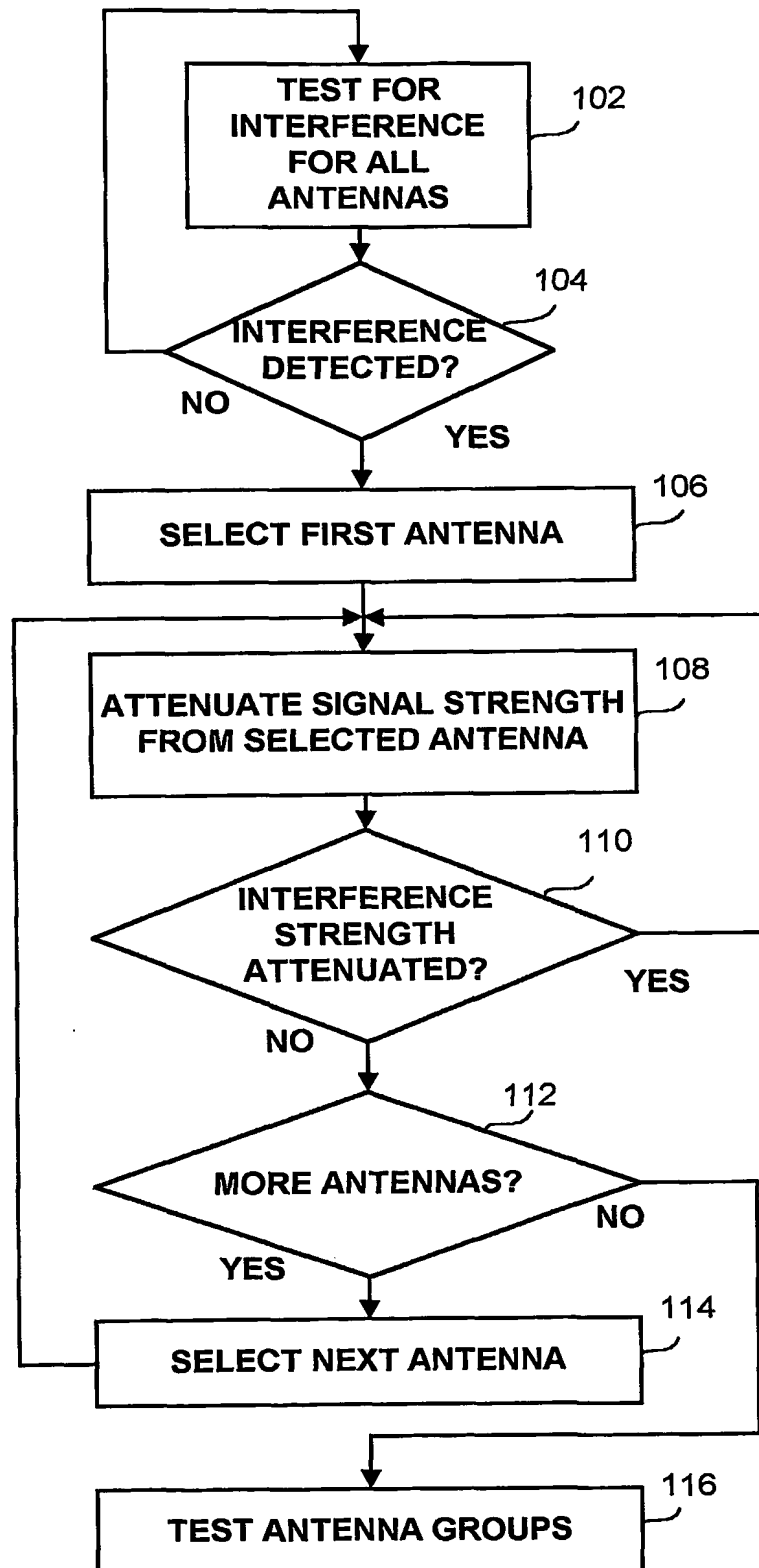 TEST FOR
INTERFERENCE
FOR ALL
ANTENNAS
102
104
INTERFERENCE
DETECTED?
NO
YES
106
SELECT FIRST ANTENNA
108
ATTENUATE SIGNAL STRENGTH
FROM SELECTED ANTENNA
110
INTERFERENCE
STRENGTH
ATTENUATED?
YES
NO
112
MORE ANTENNAS?
NO
YES
114
SELECT NEXT ANTENNA
116
TEST ANTENNA GROUPS